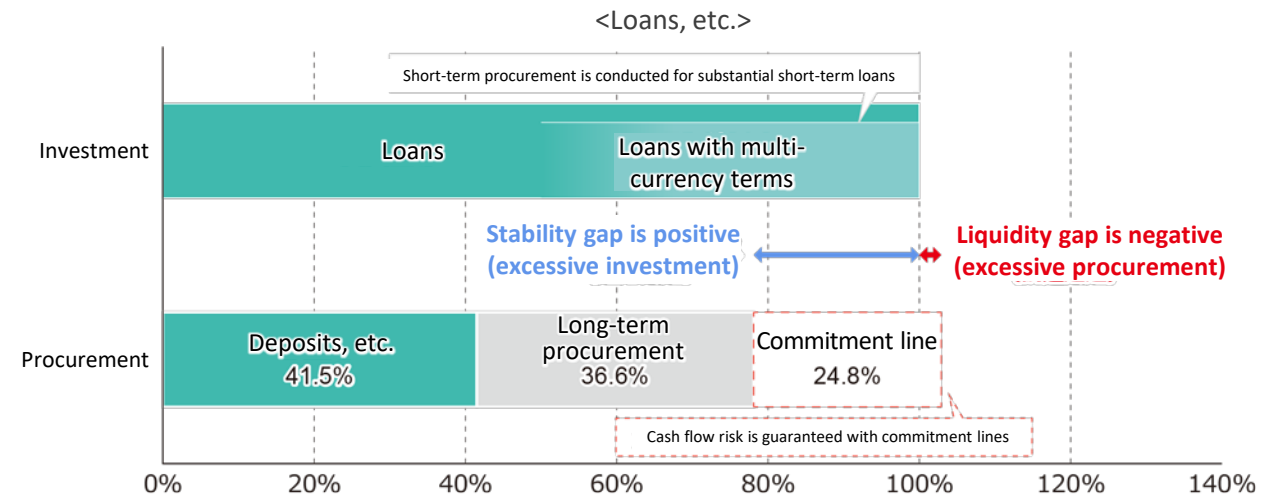 <Loans, etc.>
Short-term procurement is conducted for substantial short-term loans
Investment
Loans
Loans with multi-
currency terms
Stability gap is positive
(excessive investment)
Liquidity gap is negative
(excessive procurement)
Procurement
Deposits, etc.
41.5%
Long-term
procurement
36.6%
Commitment line
24.8%
Cash flow risk is guaranteed with commitment lines
0% 20% 40% 60% 80% 100% 120% 140%